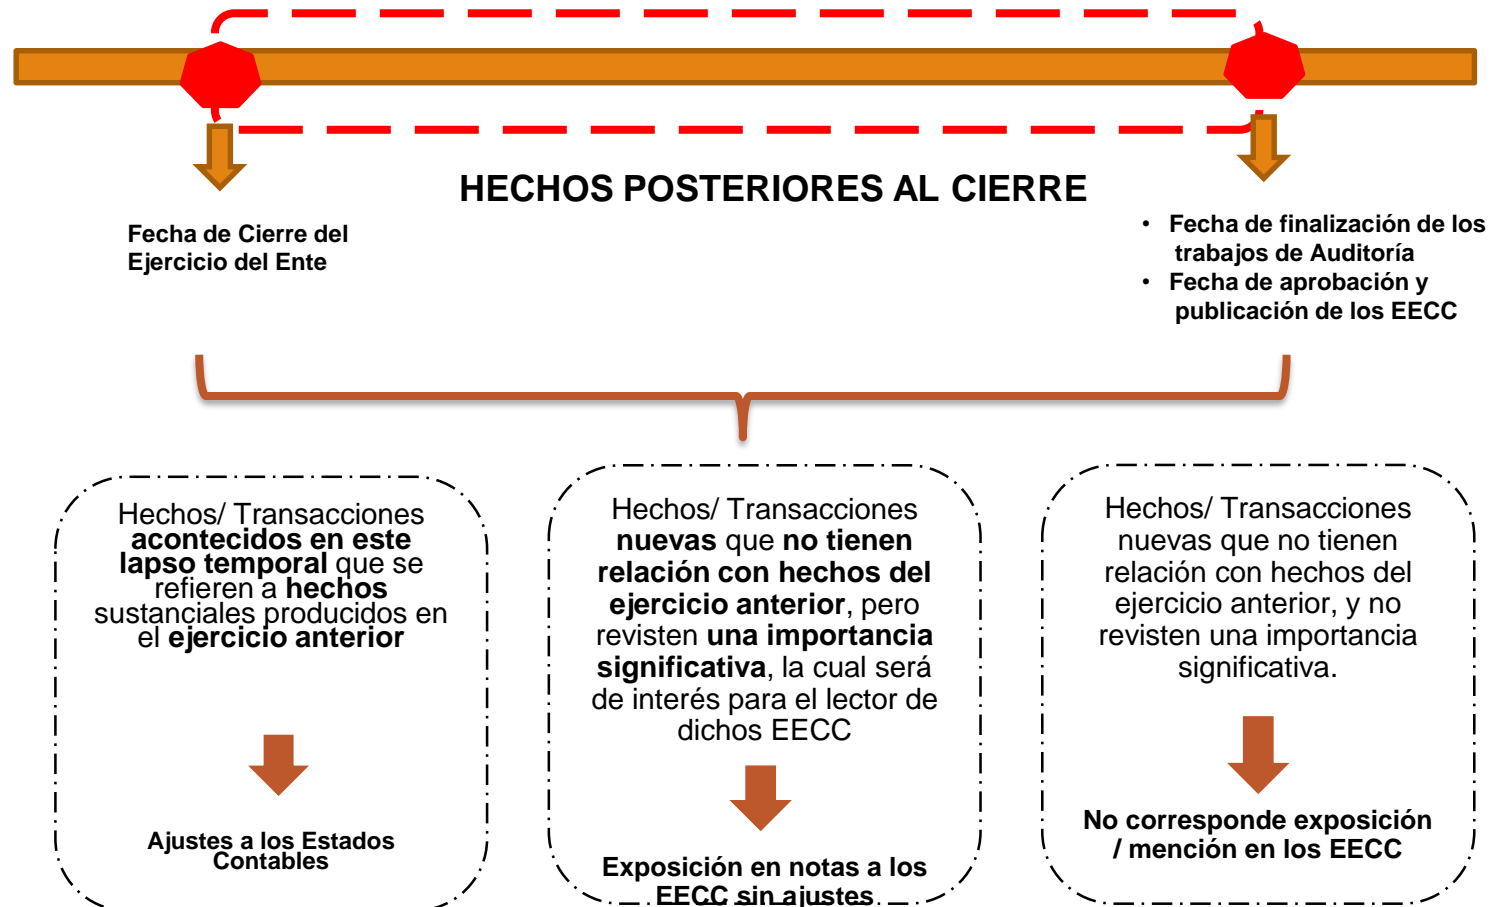 HECHOS POSTERIORES AL CIERRE
Fecha de Cierre del
Ejercicio del Ente
• Fecha de finalización de los
trabajos de Auditoría
• Fecha de aprobación y
publicación de los EECC
Hechos/ Transacciones
acontecidos en este
lapso temporal que se
refieren a hechos
sustanciales producidos en
el ejercicio anterior
Ajustes a los Estados
Contables
Hechos/ Transacciones
nuevas que no tienen
relación con hechos del
ejercicio anterior, pero
revisten una importancia
significativa, la cual será
de interés para el lector de
dichos EECC
Exposición en notas a los
EECC sin ajustes
Hechos/ Transacciones
nuevas que no tienen
relación con hechos del
ejercicio anterior, y no
revisten una importancia
significativa.
No corresponde exposición
/ mención en los EECC